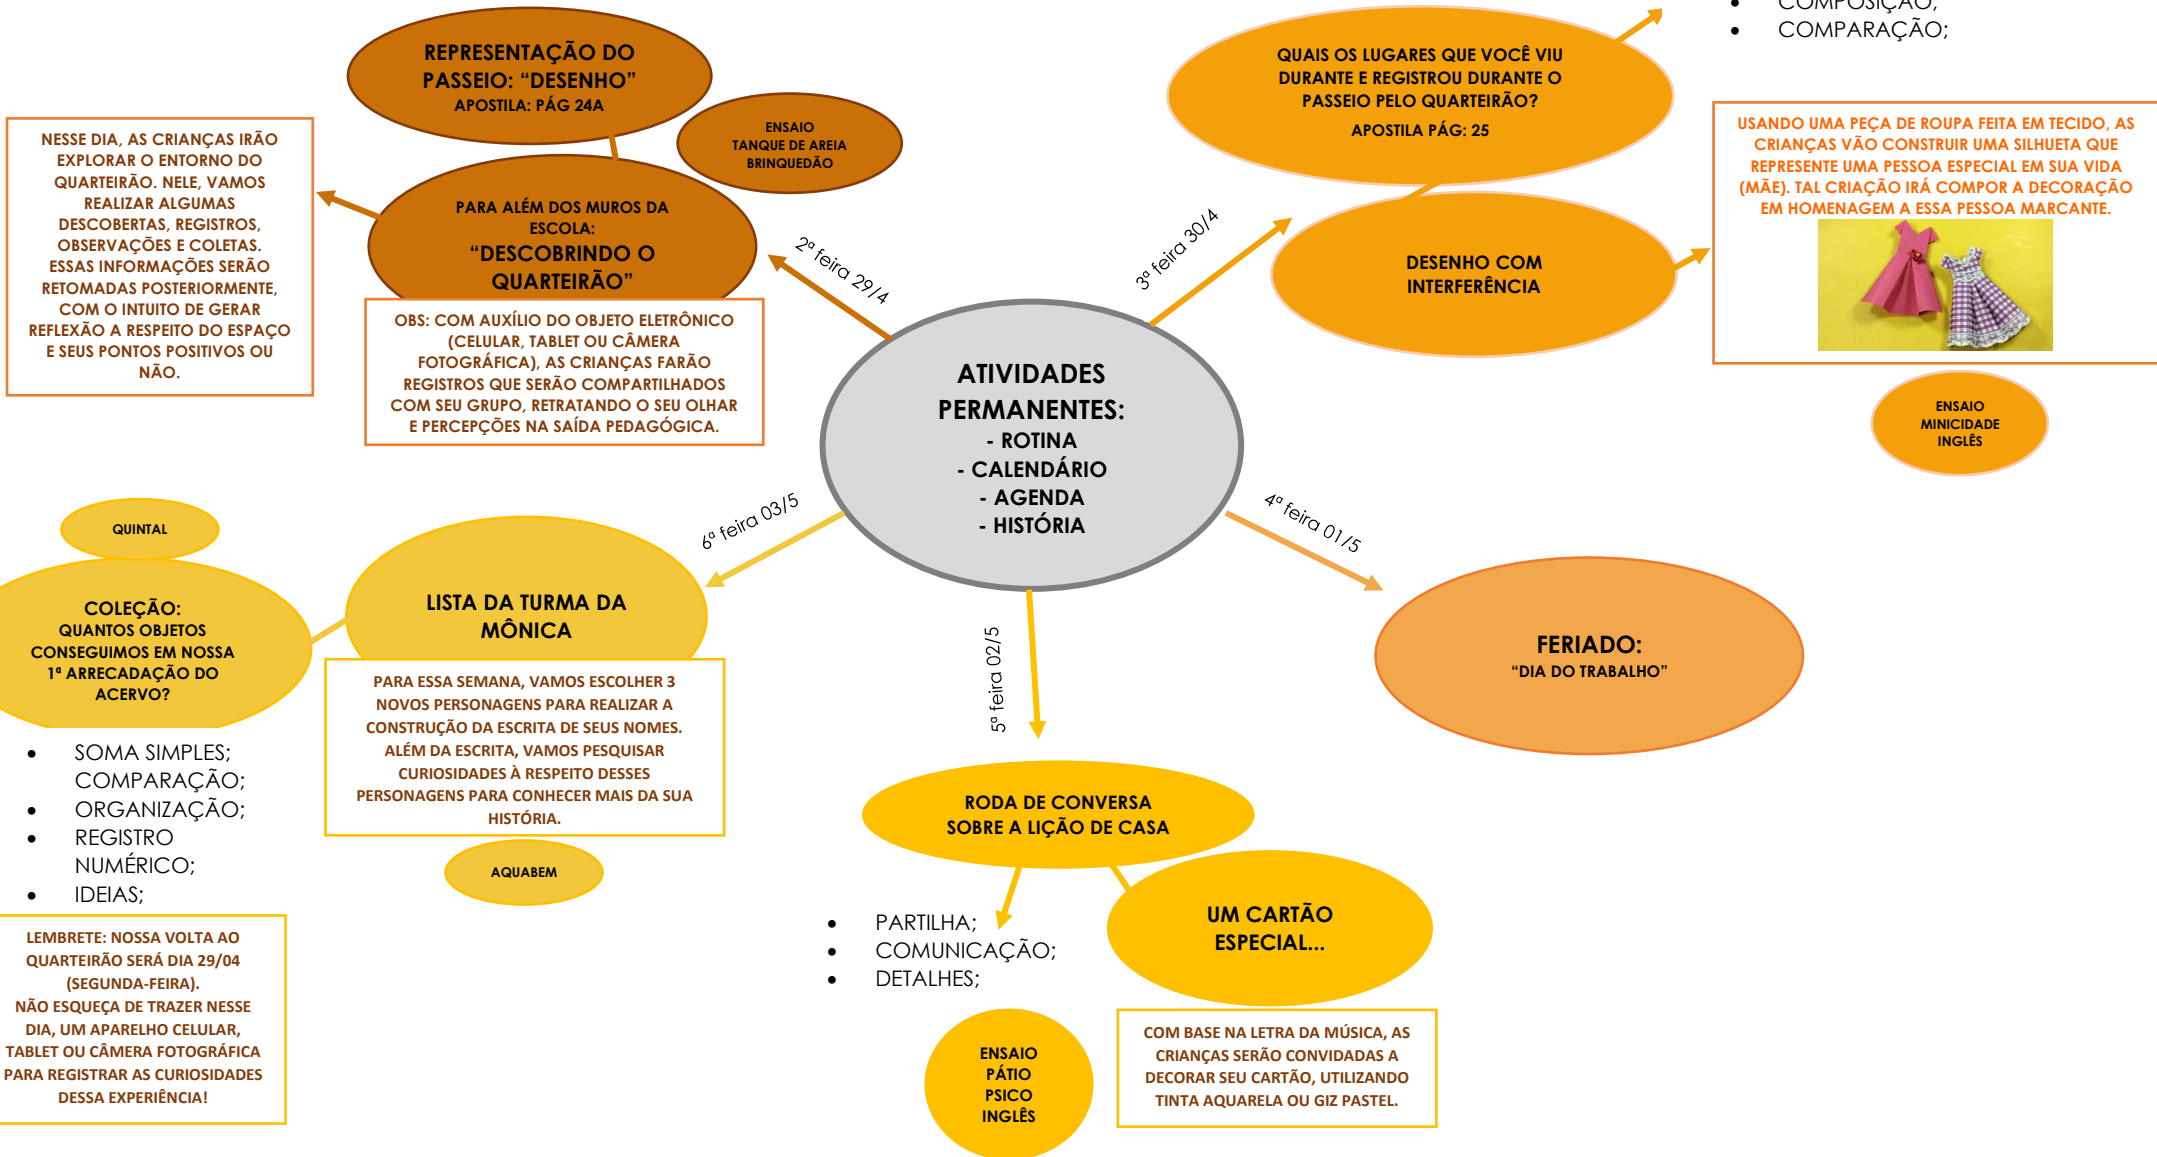 REPRESENTAÇÃO DO
PASSEIO: “DESENHO”
APOSTILA: PÁG 24A
ENSAIO
TANQUE DE AREIA
BRINQUEDÃO
NESSE DIA, AS CRIANÇAS IRÃO
EXPLORAR O ENTORNO DO
QUARTEIRÃO. NELE, VAMOS
REALIZAR ALGUMAS
DESCOBERTAS, REGISTROS,
OBSERVAÇÕES E COLETAS.
ESSAS INFORMAÇÕES SERÃO
RETOMADAS POSTERIORMENTE,
COM O INTUITO DE GERAR
REFLEXÃO A RESPEITO DO ESPAÇO
E SEUS PONTOS POSITIVOS OU
NÃO.
PARA ALÉM DOS MUROS DA
ESCOLA:
“DESCOBRINDO O
QUARTEIRÃO”
OBS: COM AUXÍLIO DO OBJETO ELETRÔNICO
(CELULAR, TABLET OU CÂMERA
FOTOGRÁFICA), AS CRIANÇAS FARÃO
REGISTROS QUE SERÃO COMPARTILHADOS
COM SEU GRUPO, RETRATANDO O SEU OLHAR
E PERCEPÇÕES NA SAÍDA PEDAGÓGICA.
2ª feira 29/4
3ª feira 30/4
QUAIS OS LUGARES QUE VOCÊ VIU
DURANTE E REGISTROU DURANTE O
PASSEIO PELO QUARTEIRÃO?
APOSTILA PÁG: 25
• COMPOSIÇÃO;
• COMPARAÇÃO;
DESENHO COM
INTERFERÊNCIA
USANDO UMA PEÇA DE ROUPA FEITA EM TECIDO, AS
CRIANÇAS VÃO CONSTRUIR UMA SILHUETA QUE
REPRESENTE UMA PESSOA ESPECIAL EM SUA VIDA
(MÃE). TAL CRIAÇÃO IRÁ COMPOR A DECORAÇÃO
EM HOMENAGEM A ESSA PESSOA MARCANTE.
ENSAIO
MINICIDADE
INGLÊS
ATIVIDADES
PERMANENTES:
- ROTINA
- CALENDÁRIO
- AGENDA
- HISTÓRIA
4ª feira 01/5
FERIADO:
“DIA DO TRABALHO”
5ª feira 02/5
RODA DE CONVERSA
SOBRE A LIÇÃO DE CASA
• PARTILHA;
• COMUNICAÇÃO;
• DETALHES;
UM CARTÃO
ESPECIAL...
COM BASE NA LETRA DA MÚSICA, AS
CRIANÇAS SERÃO CONVIDADAS A
DECORAR SEU CARTÃO, UTILIZANDO
TINTA AQUARELA OU GIZ PASTEL.
ENSAIO
PÁTIO
PSICO
INGLÊS
6ª feira 03/5
LISTA DA TURMA DA
MÔNICA
PARA ESSA SEMANA, VAMOS ESCOLHER 3
NOVOS PERSONAGENS PARA REALIZAR A
CONSTRUÇÃO DA ESCRITA DE SEUS NOMES.
ALÉM DA ESCRITA, VAMOS PESQUISAR
CURIOSIDADES À RESPEITO DESSES
PERSONAGENS PARA CONHECER MAIS DA SUA
HISTÓRIA.
AQUABEM
QUINTAL
COLEÇÃO:
QUANTOS OBJETOS
CONSEGUIMOS EM NOSSA
1ª ARRECADAÇÃO DO
ACERVO?
• SOMA SIMPLES;
COMPARAÇÃO;
• ORGANIZAÇÃO;
• REGISTRO
NUMÉRICO;
• IDEIAS;
LEMBRETE: NOSSA VOLTA AO
QUARTEIRÃO SERÁ DIA 29/04
(SEGUNDA-FEIRA).
NÃO ESQUEÇA DE TRAZER NESSE
DIA, UM APARELHO CELULAR,
TABLET OU CÂMERA FOTOGRÁFICA
PARA REGISTRAR AS CURIOSIDADES
DESSA EXPERIÊNCIA!